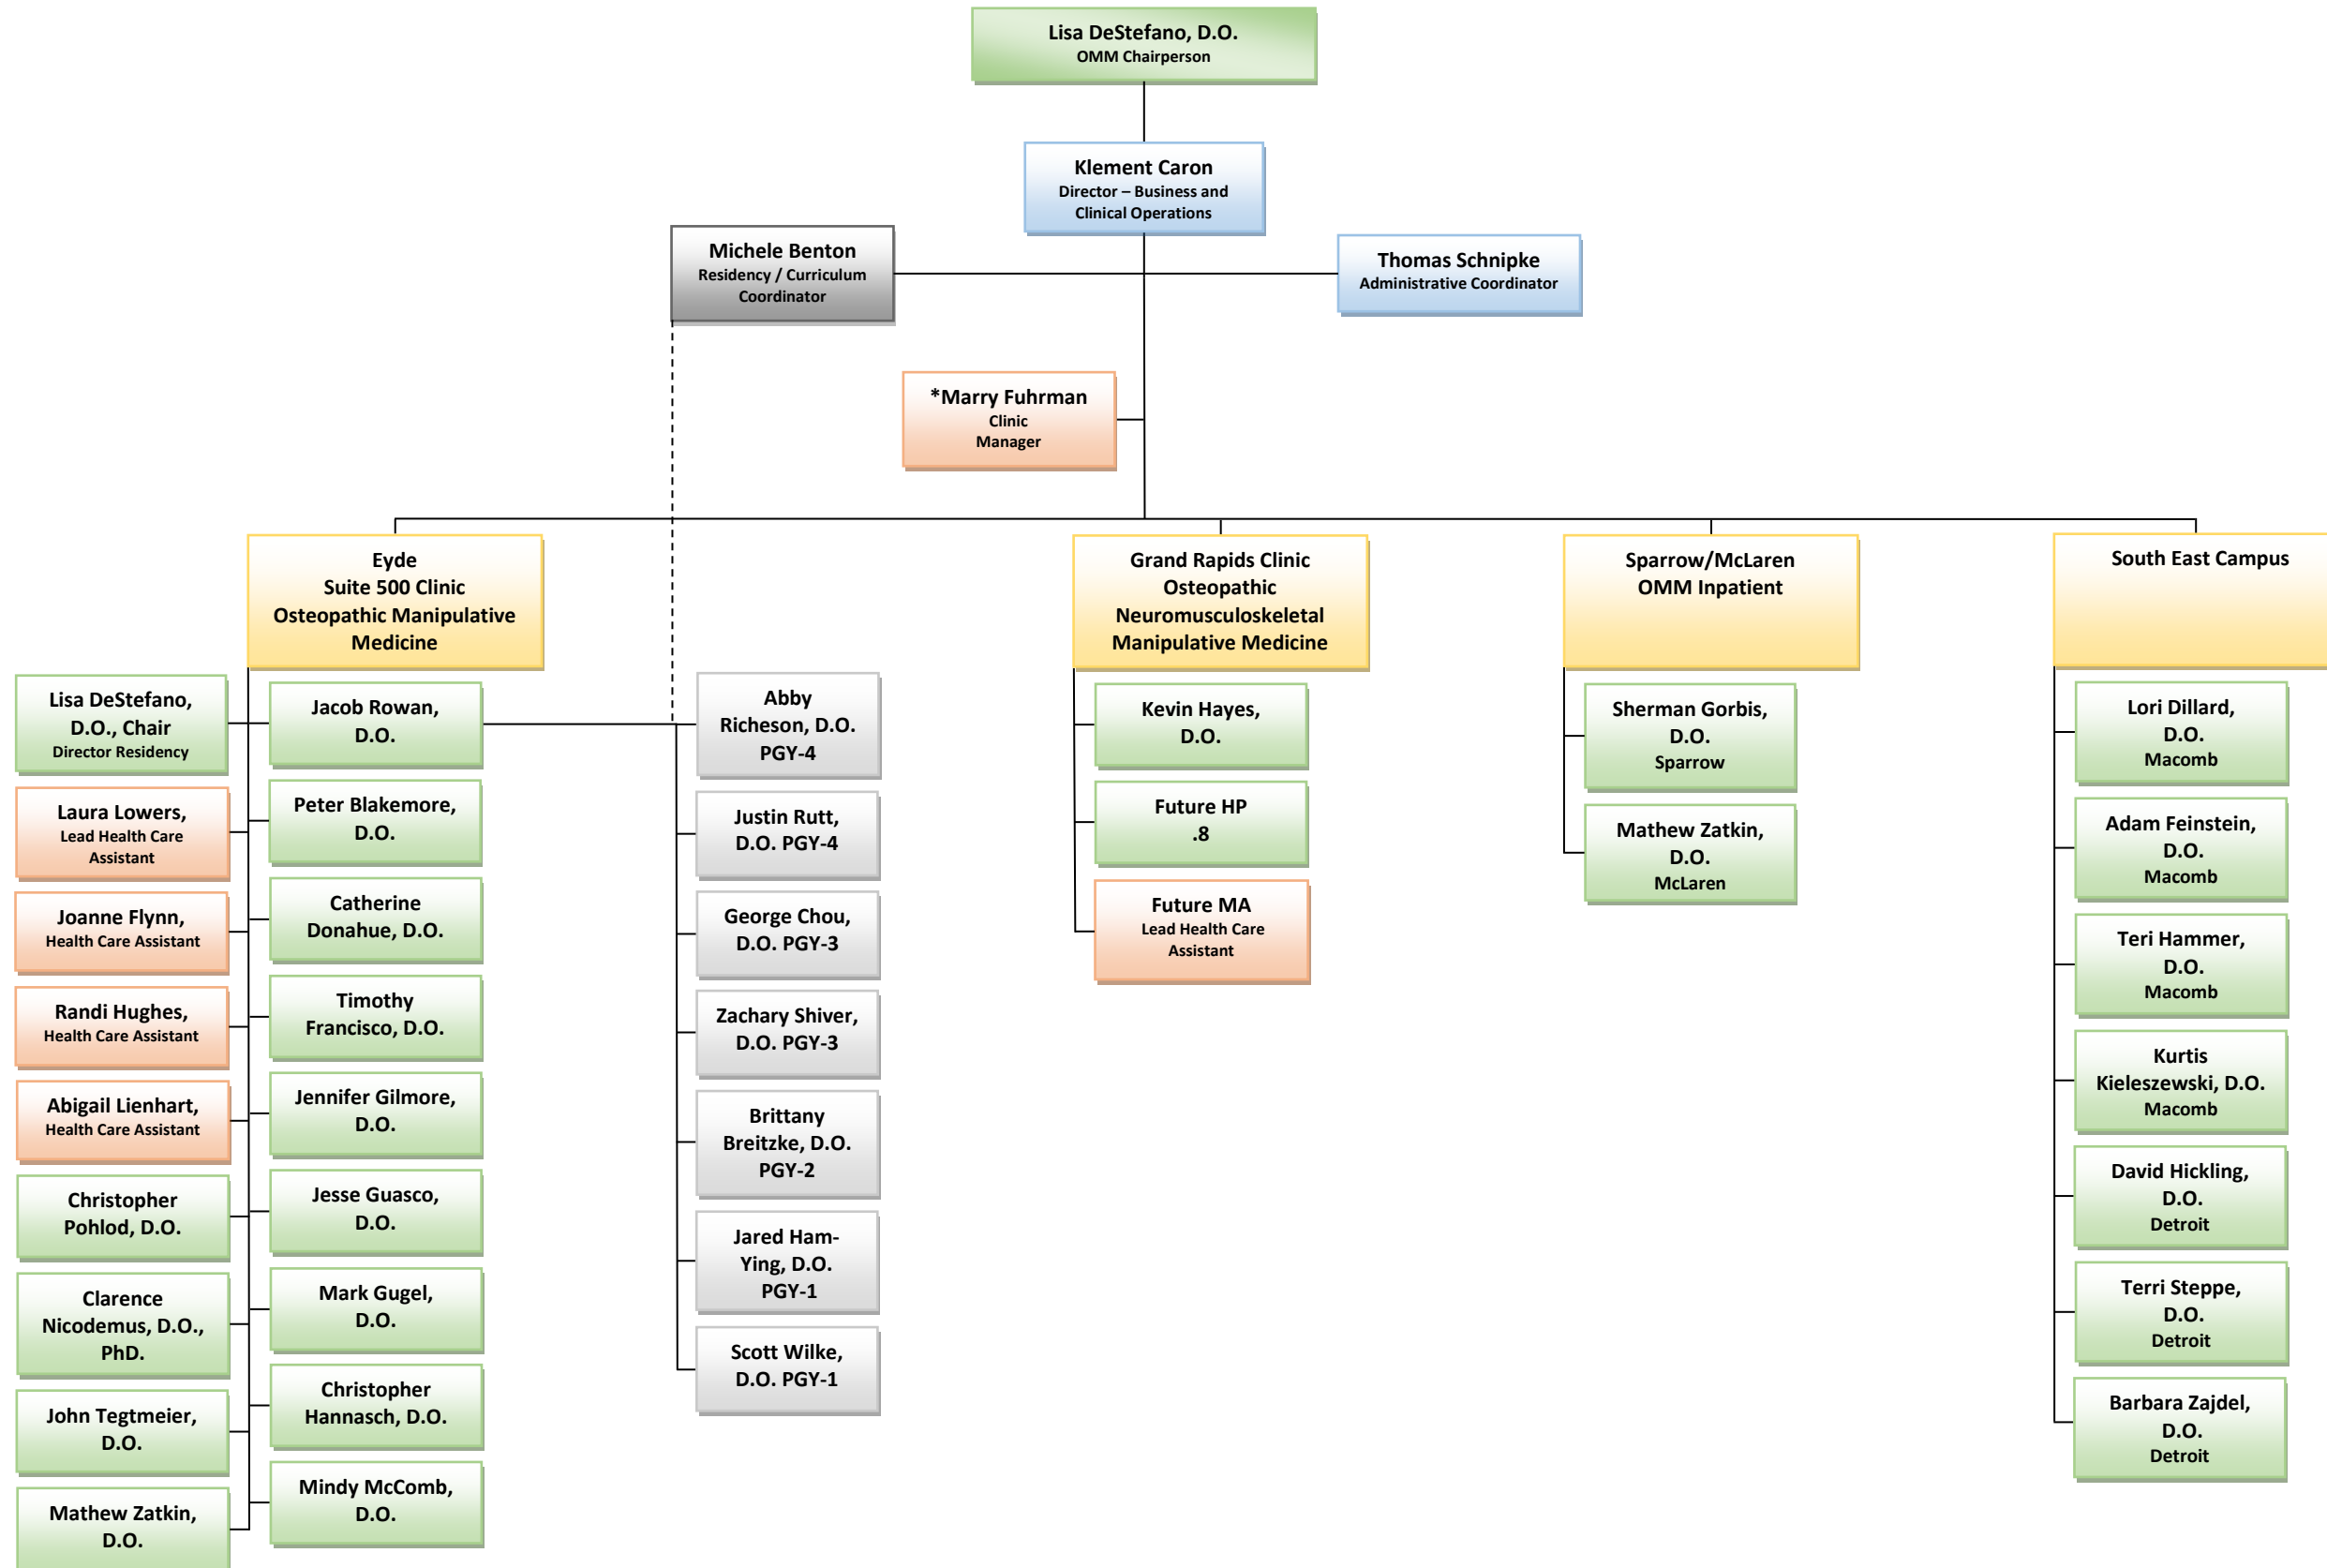 Lisa DeStefano, D.O.
OMM Chairperson
Klement Caron
Director – Business and
Clinical Operations
Michele Benton
Residency / Curriculum
Coordinator
Thomas Schnipke
Administrative Coordinator
*Marry Fuhrman
Clinic
Manager
Eyde
Suite 500 Clinic
Osteopathic Manipulative
Medicine
Grand Rapids Clinic
Osteopathic
Neuromusculoskeletal
Manipulative Medicine
Sparrow/McLaren
OMM Inpatient
South East Campus
Lisa DeStefano,
D.O., Chair
Director Residency
Laura Lowers,
Lead Health Care
Assistant
Joanne Flynn,
Health Care Assistant
Randi Hughes,
Health Care Assistant
Abigail Lienhart,
Health Care Assistant
Christopher
Pohlod, D.O.
Clarence
Nicodemus, D.O.,
PhD.
John Tegtmeier,
D.O.
Mathew Zatkin,
D.O.
Jacob Rowan,
D.O.
Peter Blakemore,
D.O.
Catherine
Donahue, D.O.
Timothy
Francisco, D.O.
Jennifer Gilmore,
D.O.
Jesse Guasco,
D.O.
Mark Gugel,
D.O.
Christopher
Hannasch, D.O.
Mindy McComb,
D.O.
Abby
Richeson, D.O.
PGY-4
Justin Rutt,
D.O. PGY-4
George Chou,
D.O. PGY-3
Zachary Shiver,
D.O. PGY-3
Brittany
Breitzke, D.O.
PGY-2
Jared Ham-
Ying, D.O.
PGY-1
Scott Wilke,
D.O. PGY-1
Kevin Hayes,
D.O.
Future HP
.8
Future MA
Lead Health Care
Assistant
Sherman Gorbis,
D.O.
Sparrow
Mathew Zatkin,
D.O.
McLaren
Lori Dillard,
D.O.
Macomb
Adam Feinstein,
D.O.
Macomb
Teri Hammer,
D.O.
Macomb
Kurtis
Kieleszewski, D.O.
Macomb
David Hickling,
D.O.
Detroit
Terri Steppe,
D.O.
Detroit
Barbara Zajdel,
D.O.
Detroit